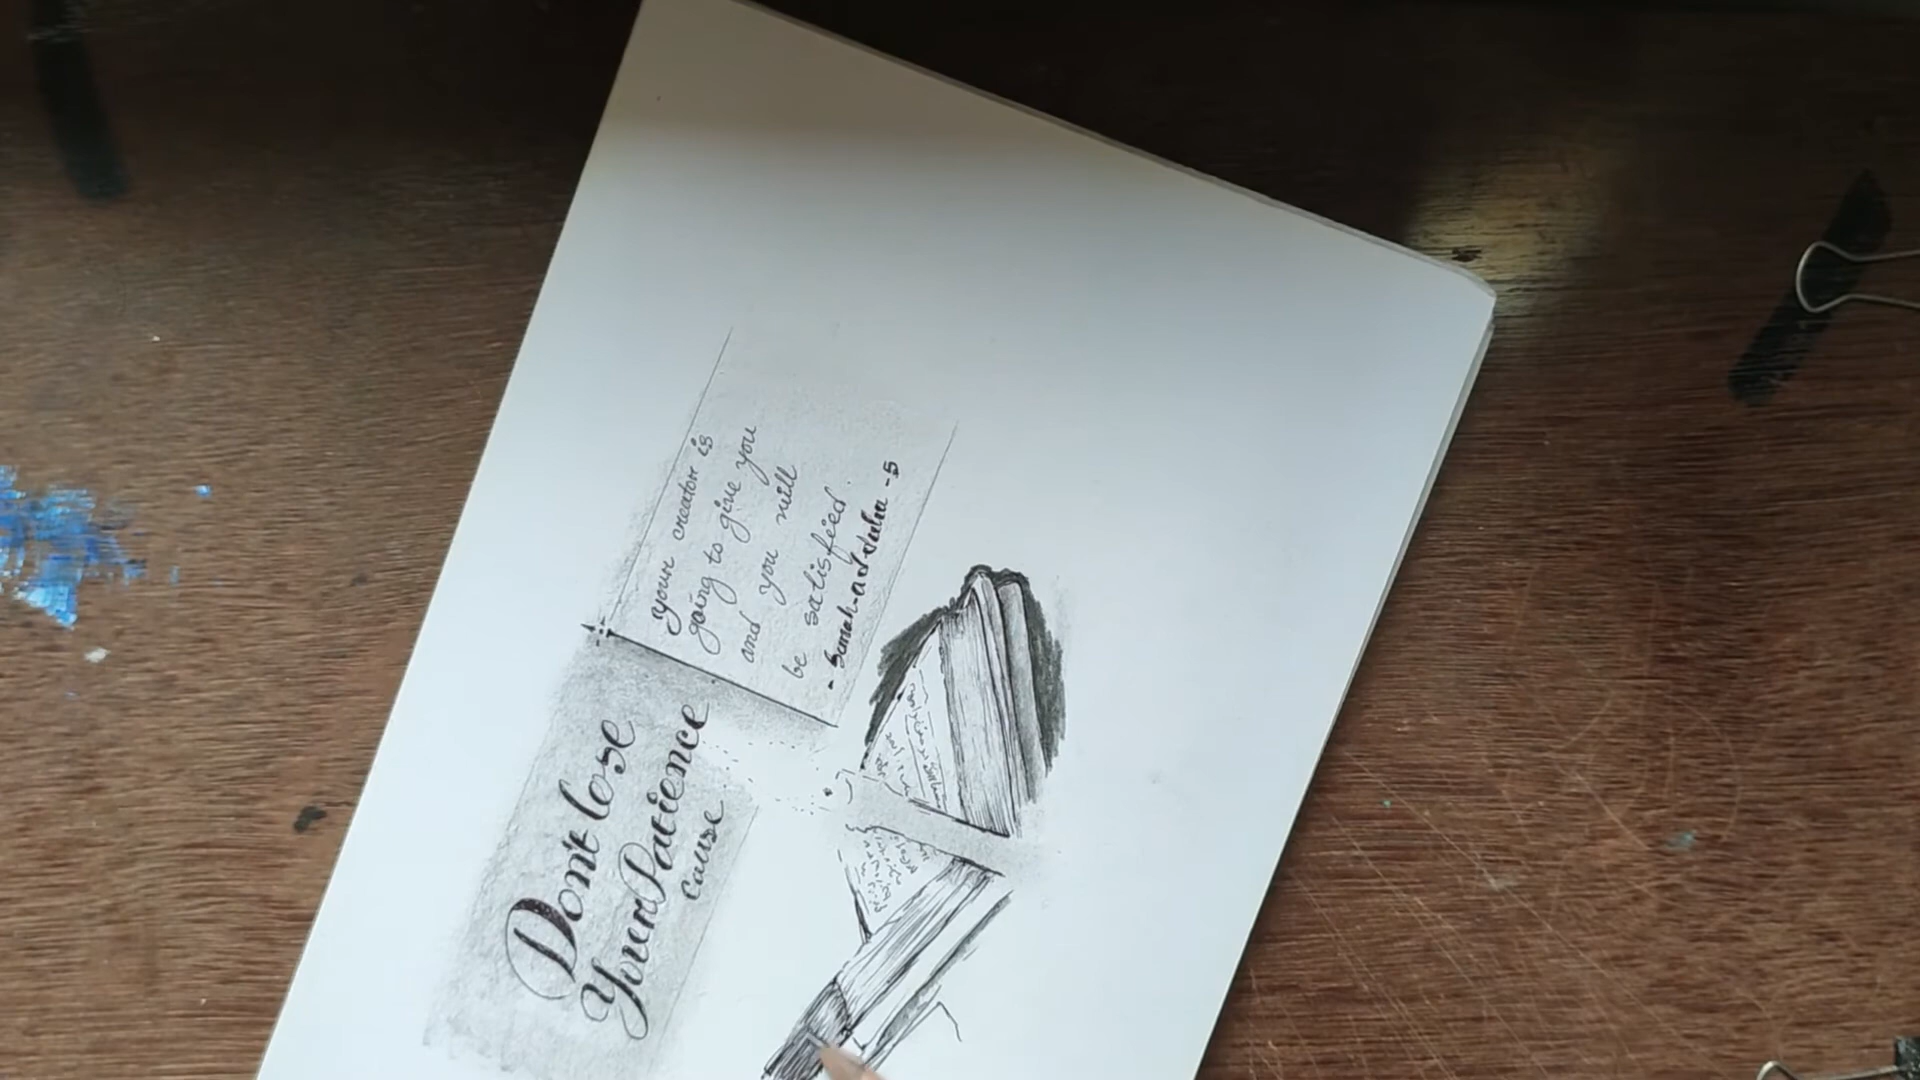 Don't lose
Your Patience
cause
your creator is
going to give you
and you will
be satisfied.
- Surah-ad-duha -5